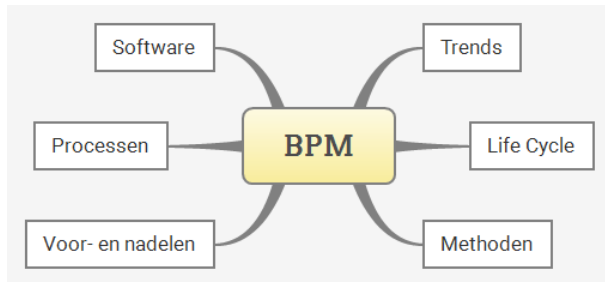 Software
Trends
BPM
Processen
Life Cycle
Voor- en nadelen
Methoden